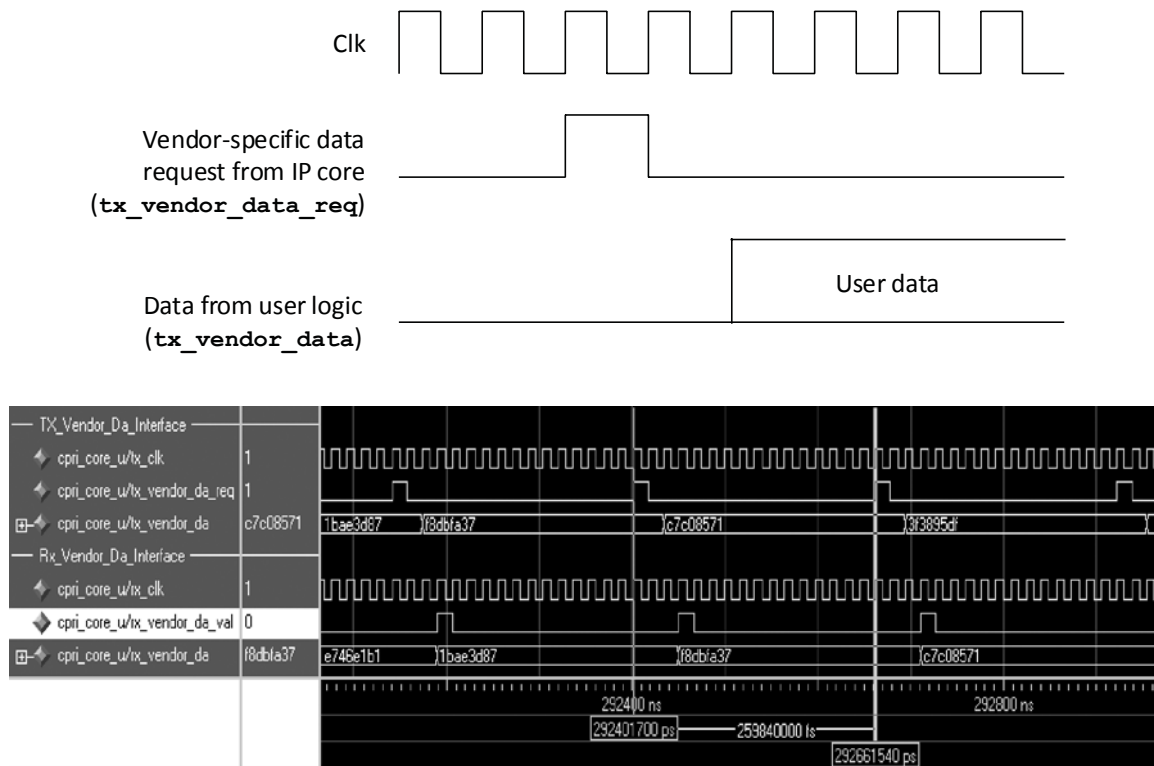 Clk
Vendor-specific data
request from IP core
(tx_vendor_data_req)
User data
Data from user logic
(tx_vendor_data)
TX_Vendor_Da_Interface
cpri_core_u/tx_clk 1
cpri_core_u/tx_vendor_da_req 1
cpri_core_u/tx_vendor_da c7c08571 1bae3d87 f8dbfa37 c7c08571 3f3895df
Rx_Vendor_Da_Interface
cpri_core_u/rx_clk 1
cpri_core_u/rx_vendor_da_val 0
cpri_core_u/rx_vendor_da f8dbfa37 e746e1b1 1bae3d87 f8dbfa37 c7c08571
292400 ns 292800 ns
292401700 ps 259840000 fs
292661540 ps